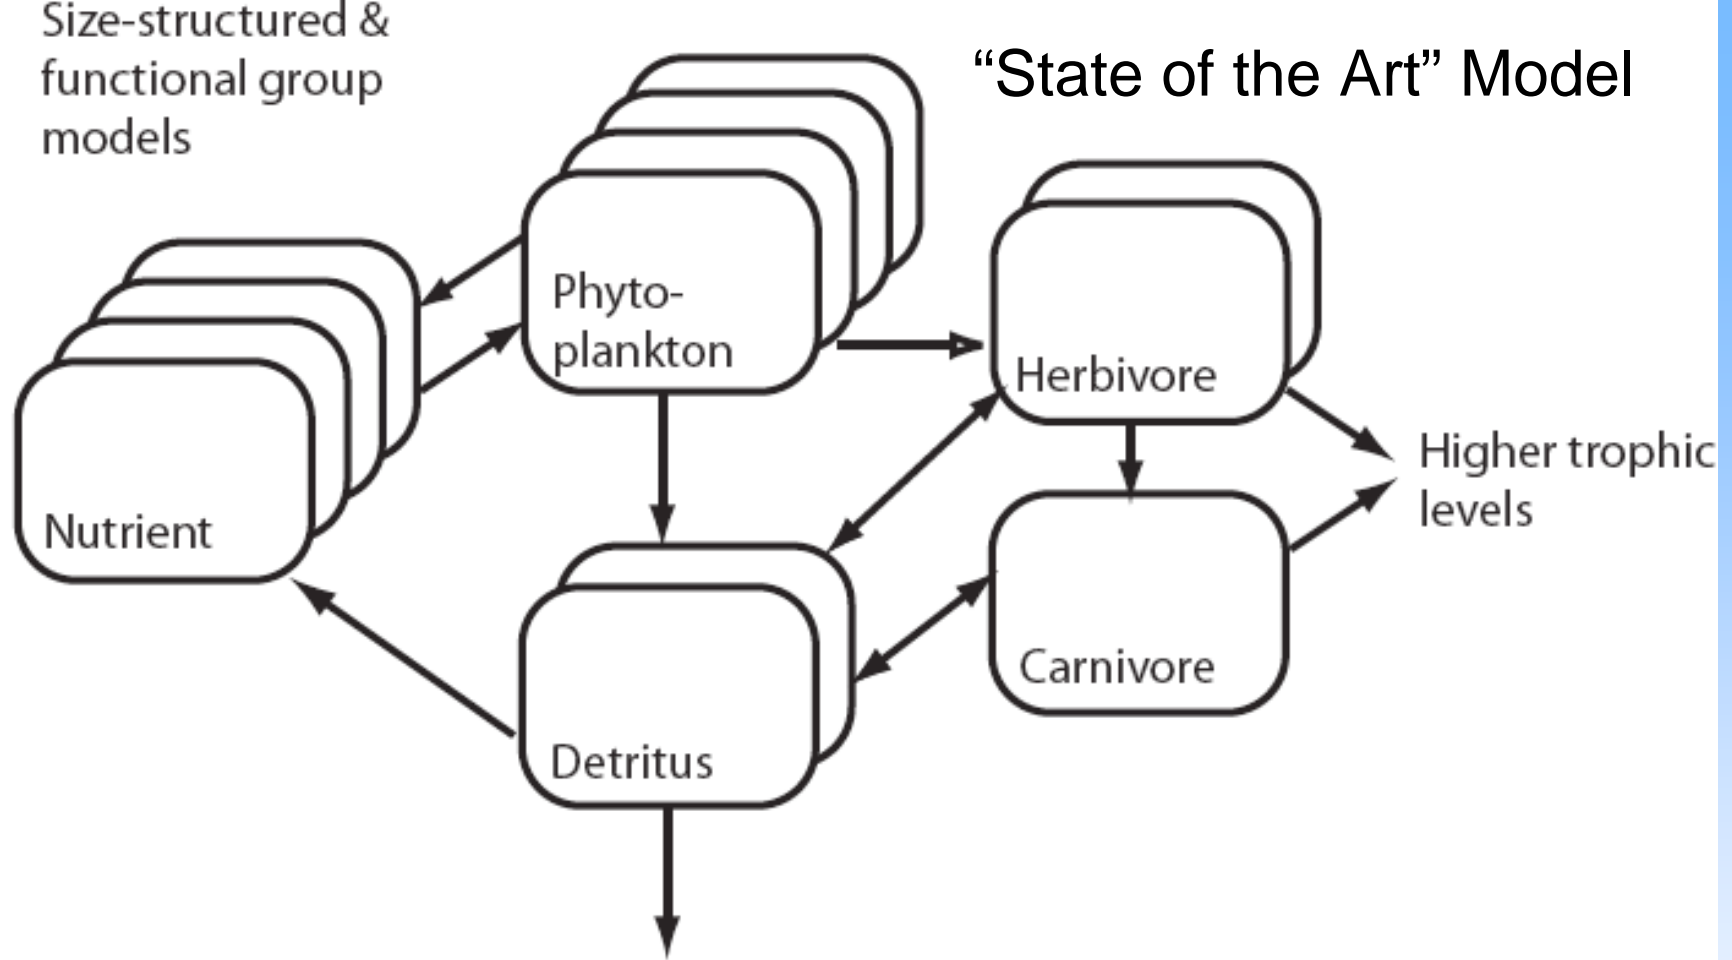 Size-structured &
functional group
models
“State of the Art” Model
Phyto-
plankton
Herbivore
Higher trophic
levels
Nutrient
Carnivore
Detritus